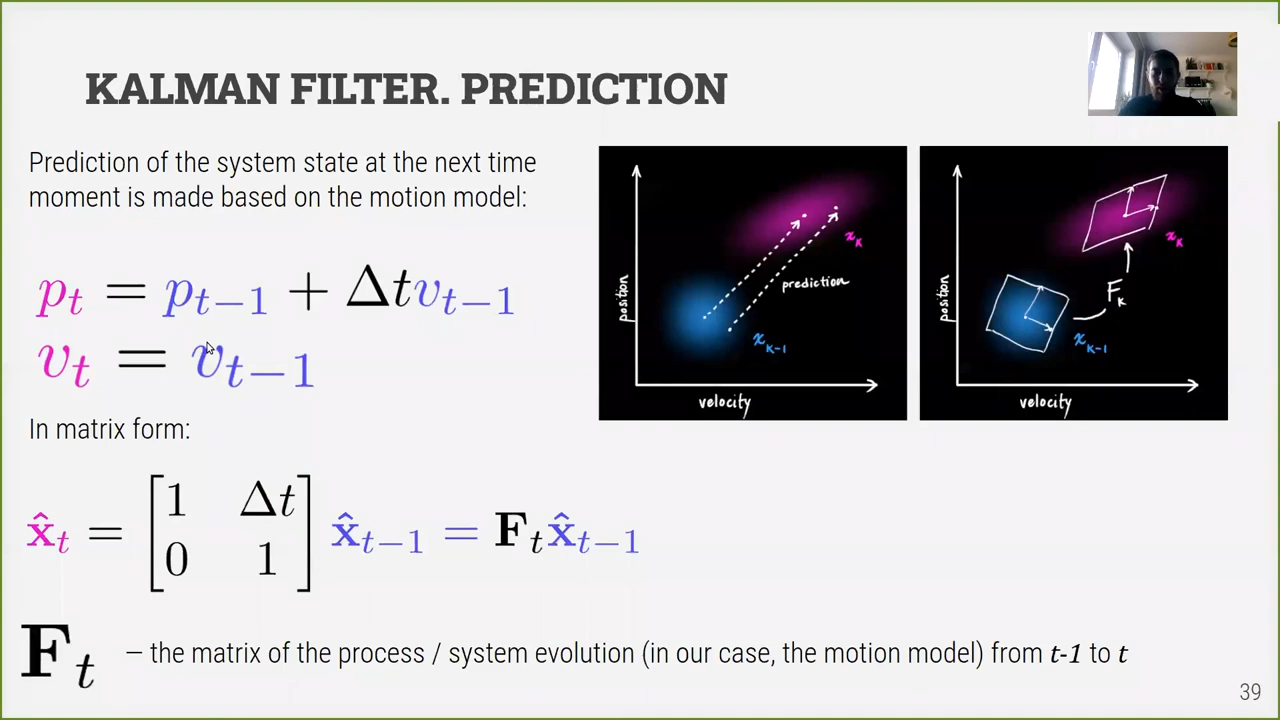 KALMAN FILTER. PREDICTION
Prediction of the system state at the next time
moment is made based on the motion model:
p_t = p_{t−1} + Δtv_{t−1}
v_t = v_{t−1}
In matrix form:
x̂_t = [1 Δt; 0 1] x̂_{t−1} = F_t x̂_{t−1}
F_t – the matrix of the process / system evolution (in our case, the motion model) from t-1 to t
position
prediction
x_k
x_{k-1}
velocity
position
F_k
x_k
x_{k-1}
velocity
39